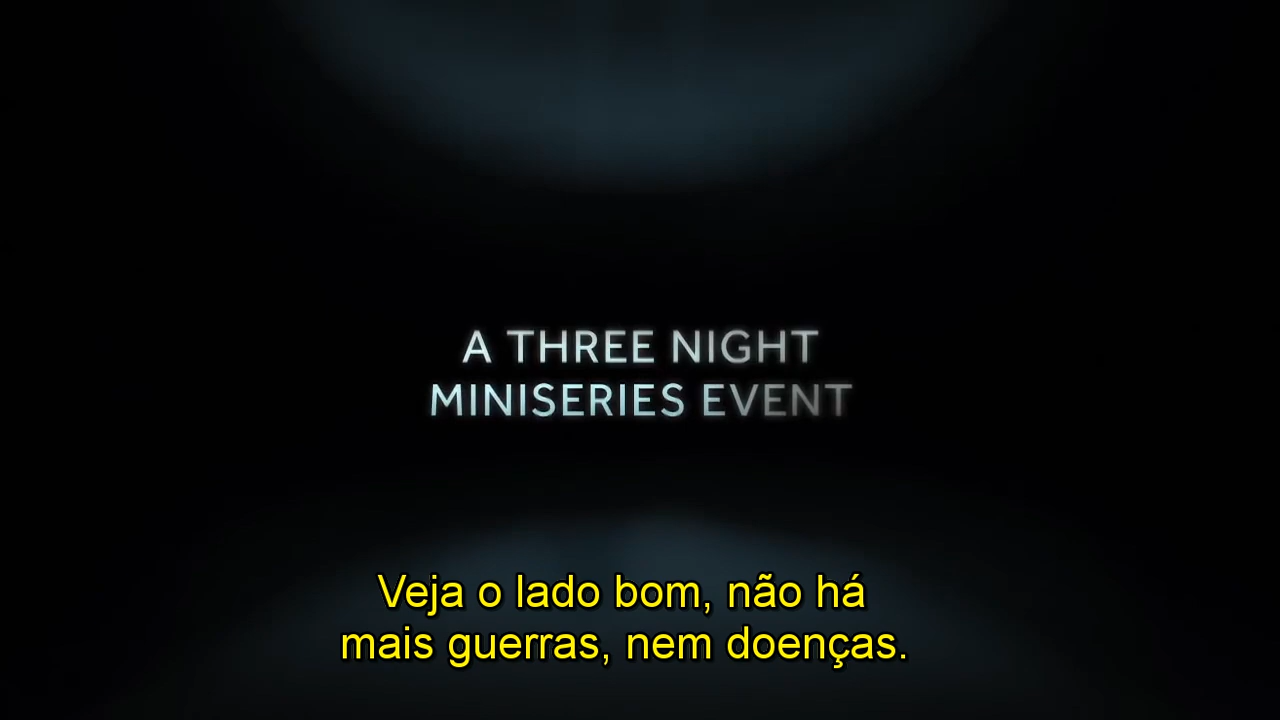 A THREE NIGHT
MINISERIES EVENT
Veja o lado bom, não há
mais guerras, nem doenças.